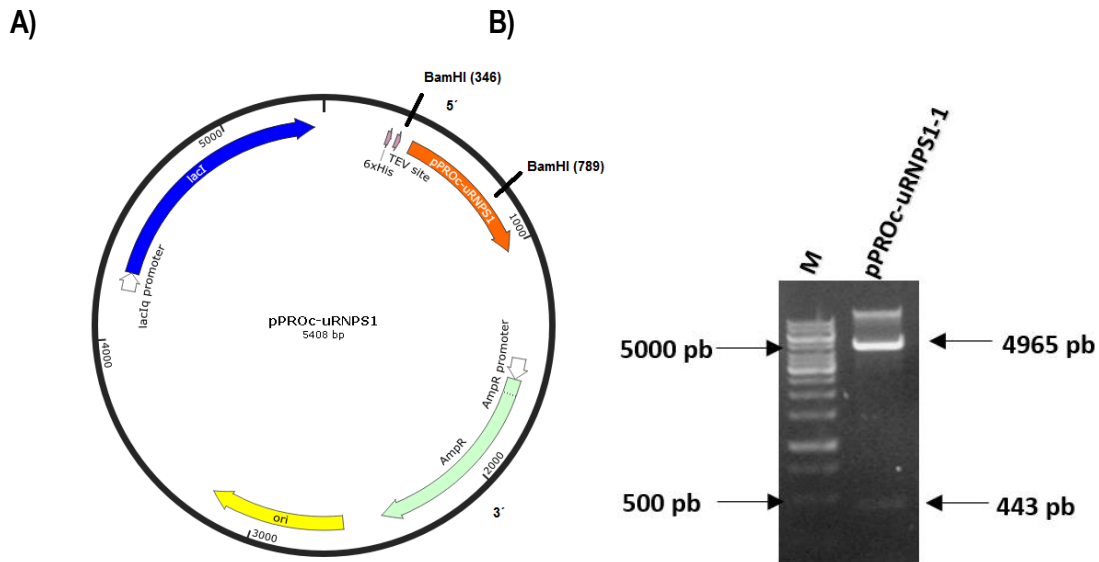 A)
B)
BamHI (346)
5´
BamHI (789)
6xHis
TEV site
pPROc-uRNPS1
1000
5000
lacI
lacIq promoter
pPROc-uRNPS1
5408 bp
4000
AmpR promoter
AmpR
2000
3´
ori
3000
M
pPROc-uRNPS1-1
5000 pb
4965 pb
500 pb
443 pb